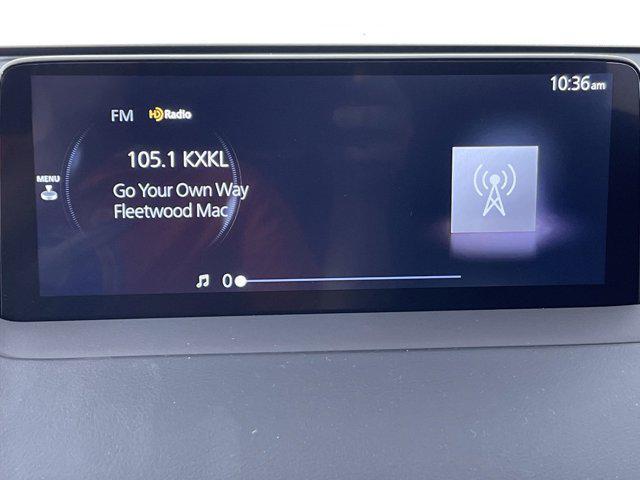 10:36am
FM HD Radio
105.1 KXKL
MENU
Go Your Own Way
Fleetwood Mac
0